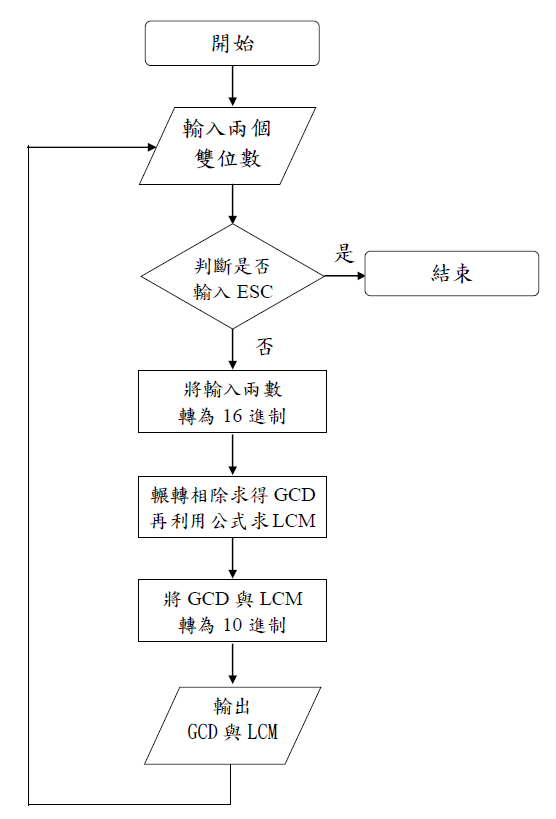 開始
輸入兩個
雙位數
判斷是否
輸入 ESC
是
結束
否
將輸入兩數
轉為 16 進制
輾轉相除求得 GCD
再利用公式求 LCM
將 GCD 與 LCM
轉為 10 進制
輸出
GCD 與 LCM